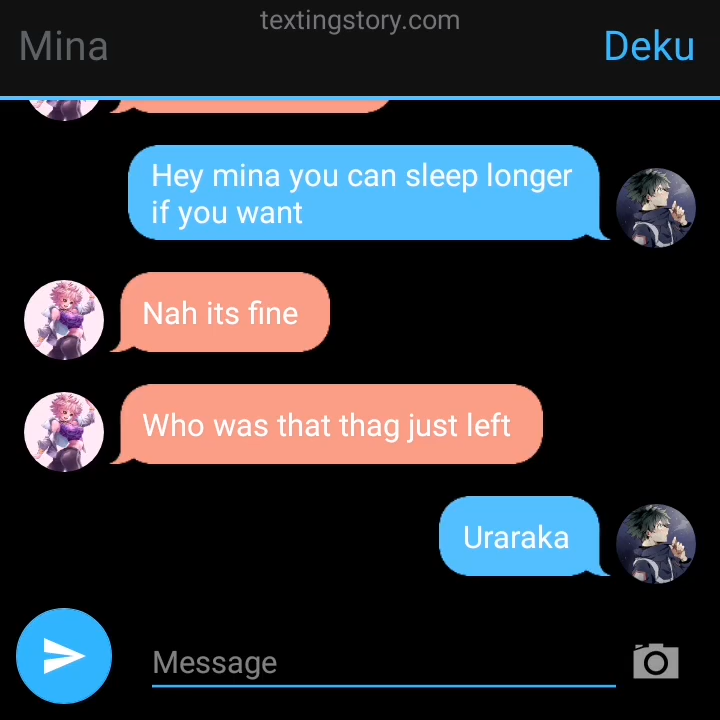 textingstory.com
Mina
Deku
Hey mina you can sleep longer
if you want
Nah its fine
Who was that thag just left
Uraraka
Message